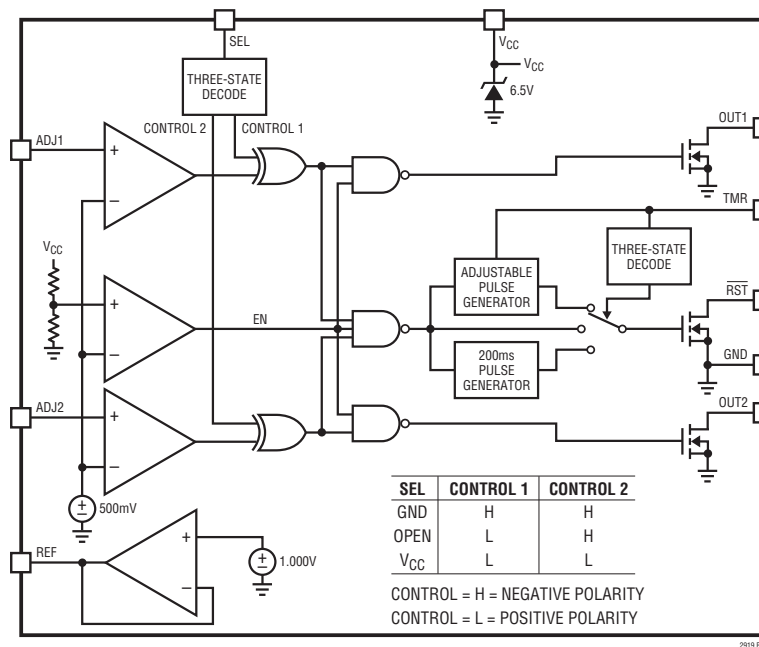 SEL
VCC
VCC
THREE-STATE
DECODE
6.5V
OUT1
CONTROL 2
CONTROL 1
ADJ1
+
–
TMR
THREE-STATE
DECODE
VCC
ADJUSTABLE
PULSE
GENERATOR
RST
+
EN
–
200ms
PULSE
GENERATOR
GND
ADJ2
+
OUT2
–
±
500mV
SEL CONTROL 1 CONTROL 2
GND H H
OPEN L H
VCC L L
REF
+
–
±
1.000V
CONTROL = H = NEGATIVE POLARITY
CONTROL = L = POSITIVE POLARITY